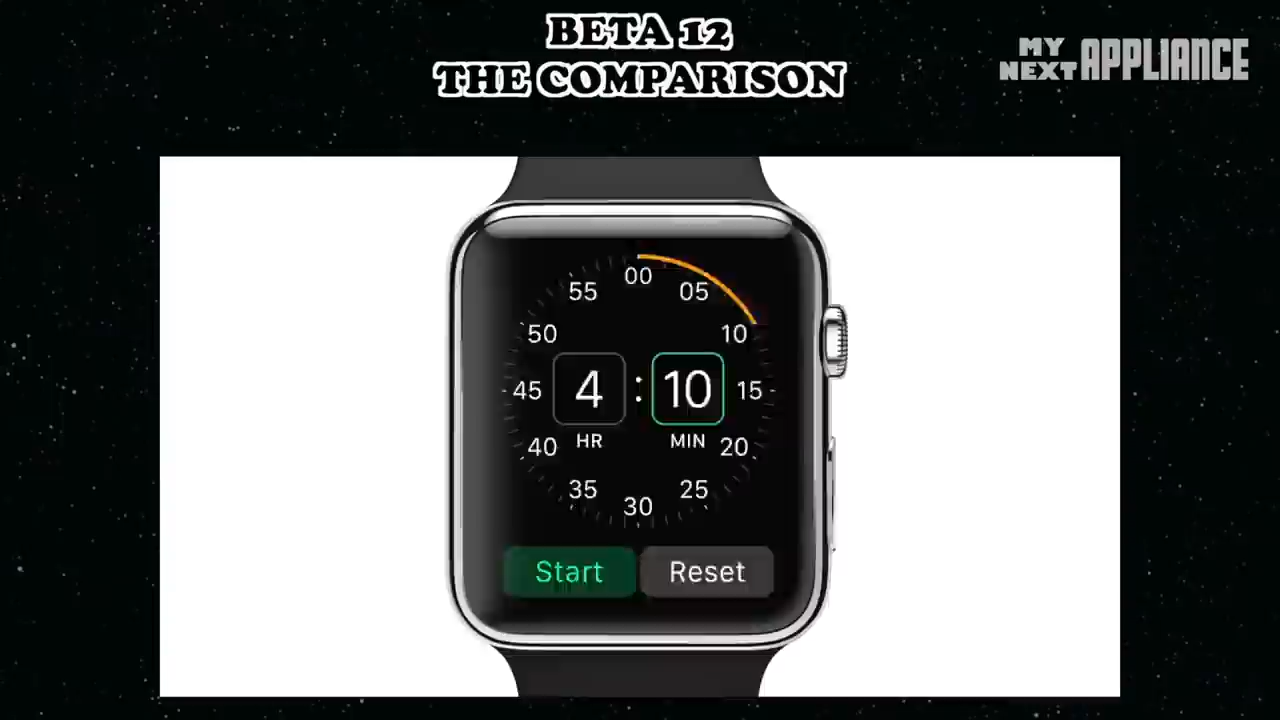 BETA 12
THE COMPARISON
MY
NEXT APPLIANCE
00
55 05
50 10
45 4 : 10 15
HR MIN
40 20
35 25
30
Start Reset